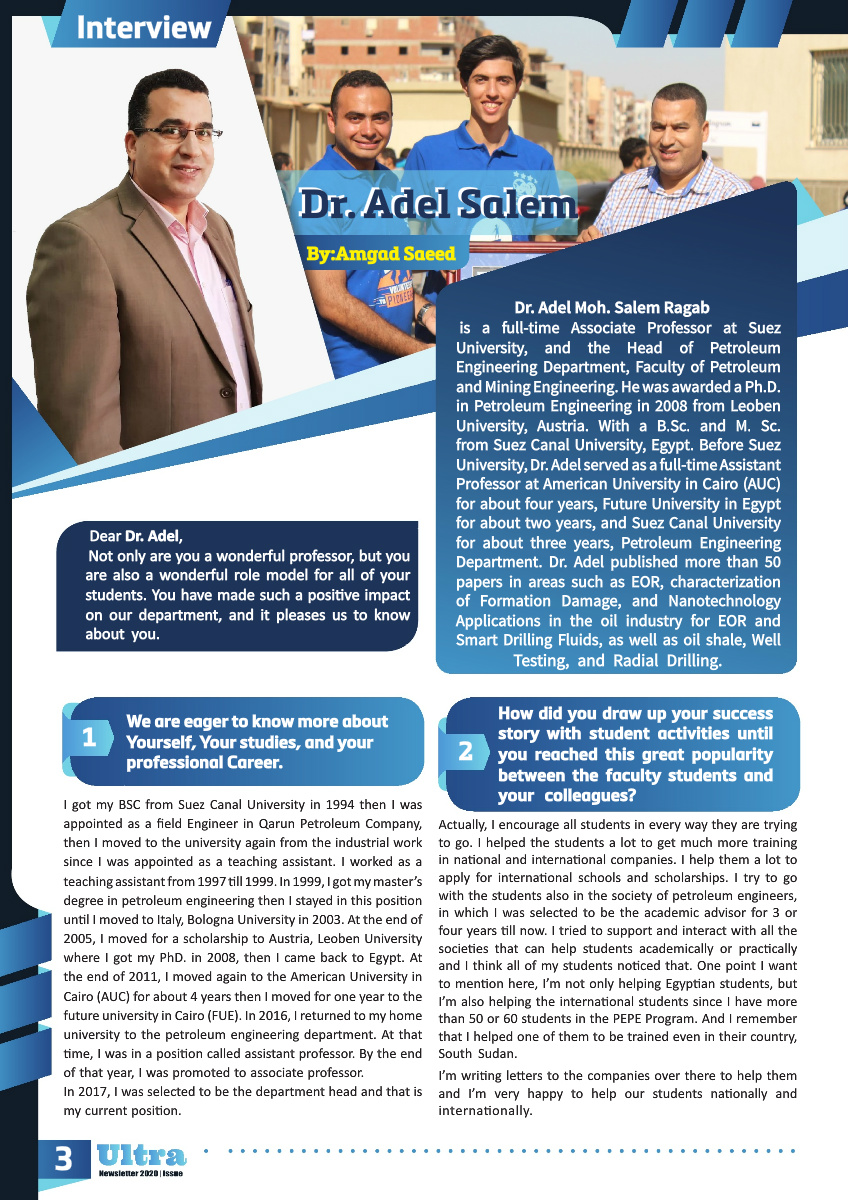 Interview
Dr. Adel Salem
By:Amgad Saeed
Dr. Adel Moh. Salem Ragab
is a full-time Associate Professor at Suez
University, and the Head of Petroleum
Engineering Department, Faculty of Petroleum
and Mining Engineering. He was awarded a Ph.D.
in Petroleum Engineering in 2008 from Leoben
University, Austria. With a B.Sc. and M. Sc.
from Suez Canal University, Egypt. Before Suez
University, Dr. Adel served as a full-time Assistant
Professor at American University in Cairo (AUC)
for about four years, Future University in Egypt
for about two years, and Suez Canal University
for about three years, Petroleum Engineering
Department. Dr. Adel published more than 50
papers in areas such as EOR, characterization
of Formation Damage, and Nanotechnology
Applications in the oil industry for EOR and
Smart Drilling Fluids, as well as oil shale, Well
Testing, and Radial Drilling.
Dear Dr. Adel,
Not only are you a wonderful professor, but you
are also a wonderful role model for all of your
students. You have made such a positive impact
on our department, and it pleases us to know
about you.
1
We are eager to know more about
Yourself, Your studies, and your
professional Career.
I got my BSC from Suez Canal University in 1994 then I was
appointed as a field Engineer in Qarun Petroleum Company,
then I moved to the university again from the industrial work
since I was appointed as a teaching assistant. I worked as a
teaching assistant from 1997 till 1999. In 1999, I got my master's
degree in petroleum engineering then I stayed in this position
until I moved to Italy, Bologna University in 2003. At the end of
2005, I moved for a scholarship to Austria, Leoben University
where I got my PhD. in 2008, then I came back to Egypt. At
the end of 2011, I moved again to the American University in
Cairo (AUC) for about 4 years then I moved for one year to the
future university in Cairo (FUE). In 2016, I returned to my home
university to the petroleum engineering department. At that
time, I was in a position called assistant professor. By the end
of that year, I was promoted to associate professor.
In 2017, I was selected to be the department head and that is
my current position.
2
How did you draw up your success
story with student activities until
you reached this great popularity
between the faculty students and
your colleagues?
Actually, I encourage all students in every way they are trying
to go. I helped the students a lot to get much more training
in national and international companies. I help them a lot to
apply for international schools and scholarships. I try to go
with the students also in the society of petroleum engineers,
in which I was selected to be the academic advisor for 3 or
four years till now. I tried to support and interact with all the
societies that can help students academically or practically
and I think all of my students noticed that. One point I want
to mention here, I'm not only helping Egyptian students, but
I'm also helping the international students since I have more
than 50 or 60 students in the PEPE Program. And I remember
that I helped one of them to be trained even in their country,
South Sudan.
I'm writing letters to the companies over there to help them
and I'm very happy to help our students nationally and
internationally.
3
Ultra
Newsletter 2020 | Issue